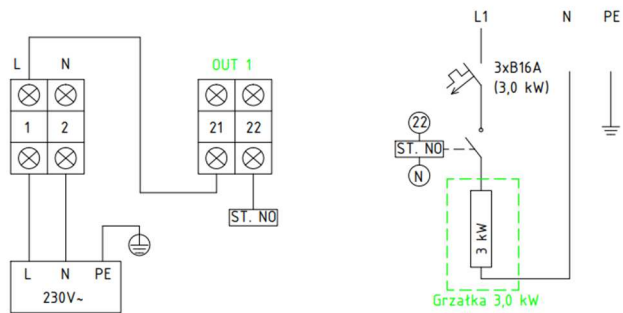 L N
OUT 1
1 2
21 22
ST. NO
L N PE
230V~
L1 N PE
3xB16A
(3,0 kW)
22
ST. NO
N
3 kW
Grzałka 3,0 kW